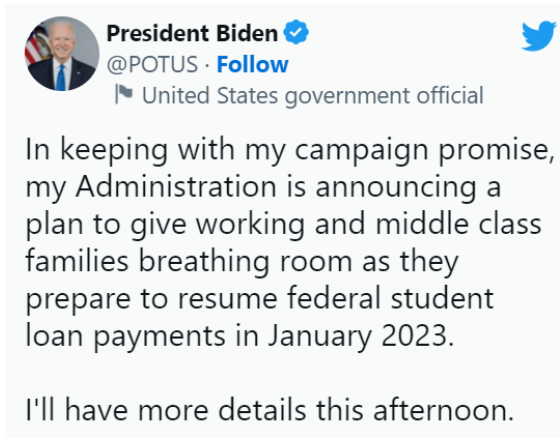 President Biden
@POTUS · Follow
United States government official
In keeping with my campaign promise,
my Administration is announcing a
plan to give working and middle class
families breathing room as they
prepare to resume federal student
loan payments in January 2023.
I'll have more details this afternoon.